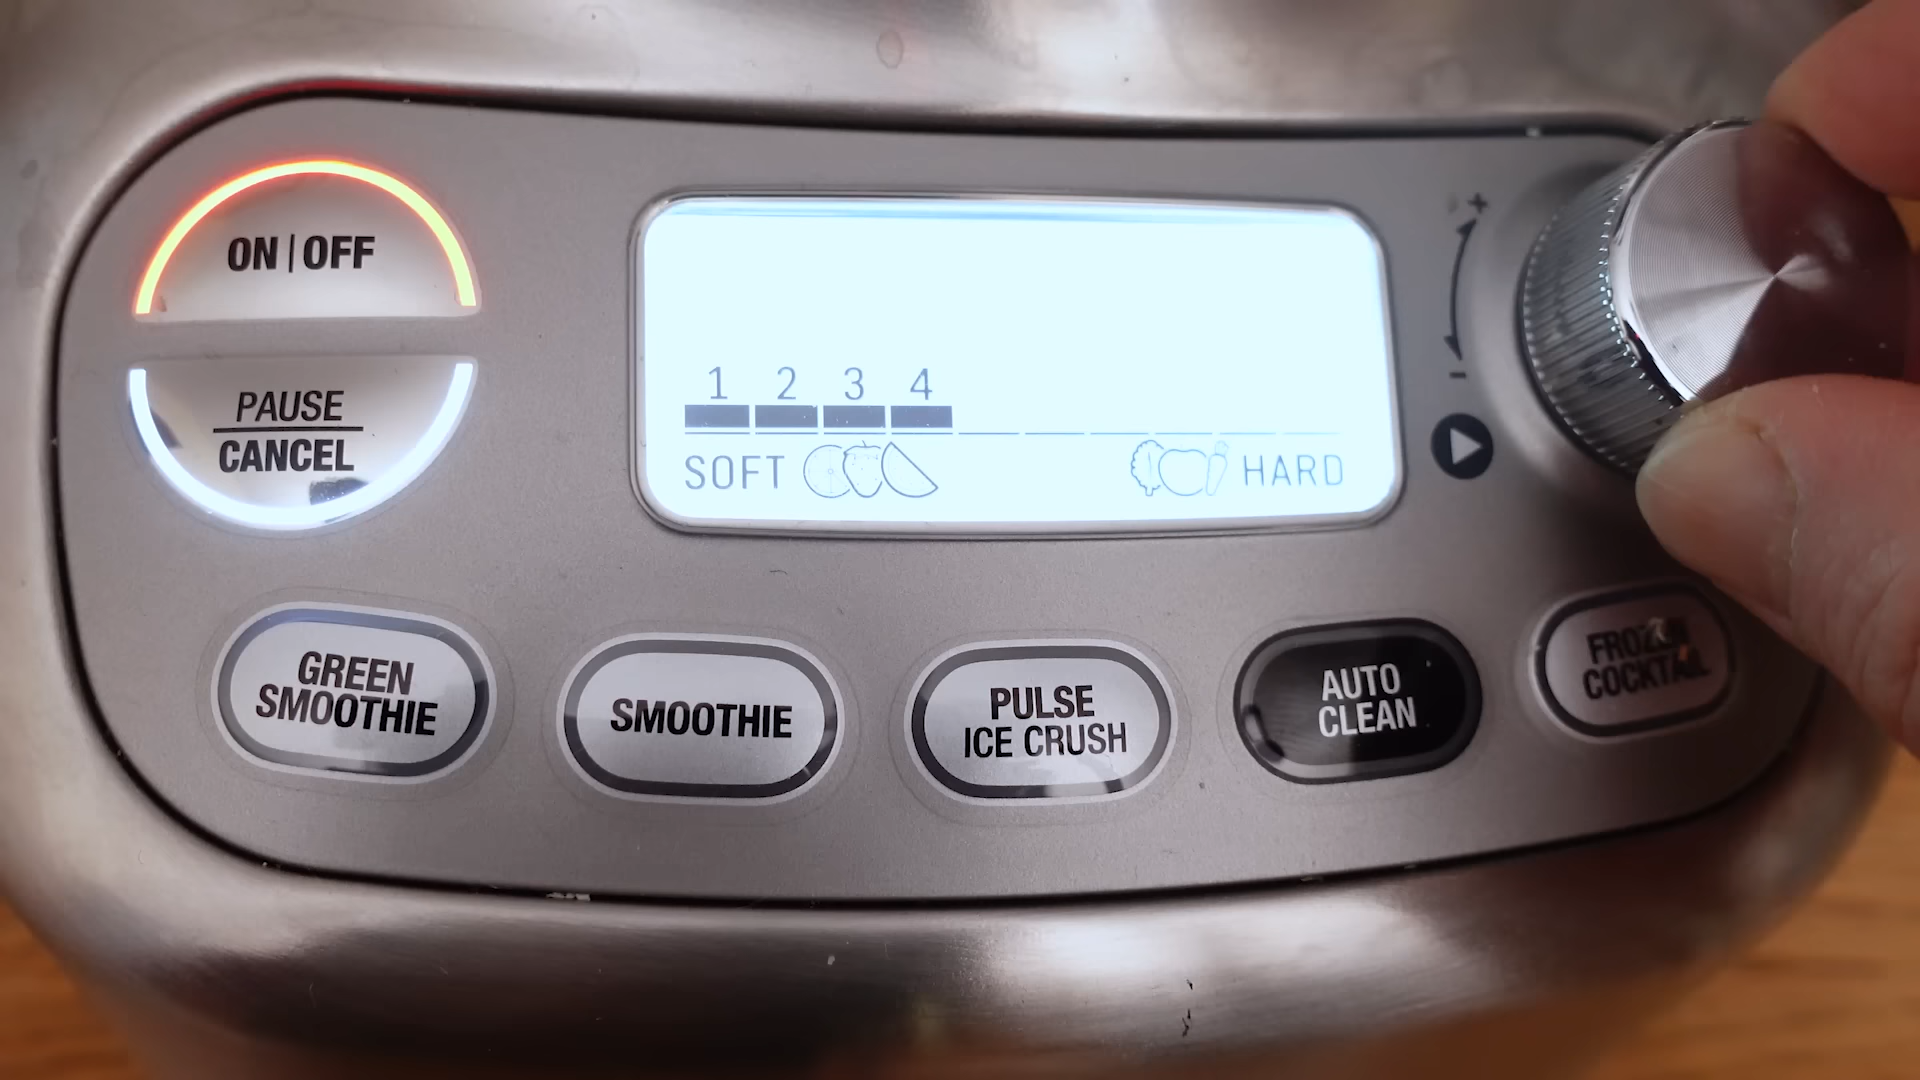 ON | OFF
PAUSE
CANCEL
1 2 3 4
SOFT HARD
+
-
GREEN
SMOOTHIE
SMOOTHIE
PULSE
ICE CRUSH
AUTO
CLEAN
FROZEN
COCKTAIL